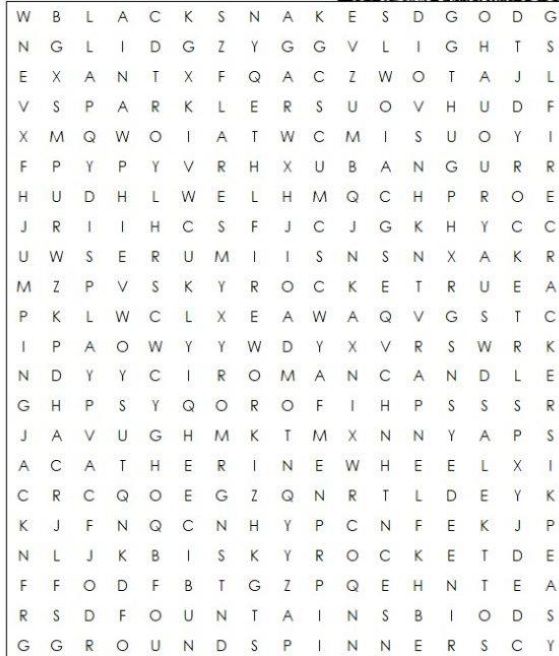 W B L A C K S N A K E S D G O D G
N G L I D G Z Y G G V L I G H T S
E X A N T X F Q A C Z W O T A J L
V S P A R K L E R S U O V H U D F
X M Q W O I A T W C M I S U O Y I
F P Y P Y V R H X U B A N G U R R
H U D H L W E L H M Q C H P R O E
J R I I H C S F J C J G K H Y C C
U W S E R U M I I S N S N X A K R
M Z P V S K Y R O C K E T R U E A
P K L W C L X E A W A Q V G S T C
I P A O W Y Y W D Y X V R S W R K
N D Y Y C I R O M A N C A N D L E
G H P S Y Q O R O F I H P S S S R
J A V U G H M K T M X N N Y A P S
A C A T H E R I N E W H E E L X I
C R C Q O E G Z Q N R T L D E Y K
K J F N Q C N H Y P C N F E K J P
N L J K B I S K Y R O C K E T D E
F F O D F B T G Z P Q E H N T E A
R S D F O U N T A I N S B I O D S
G G R O U N D S P I N N E R S C Y